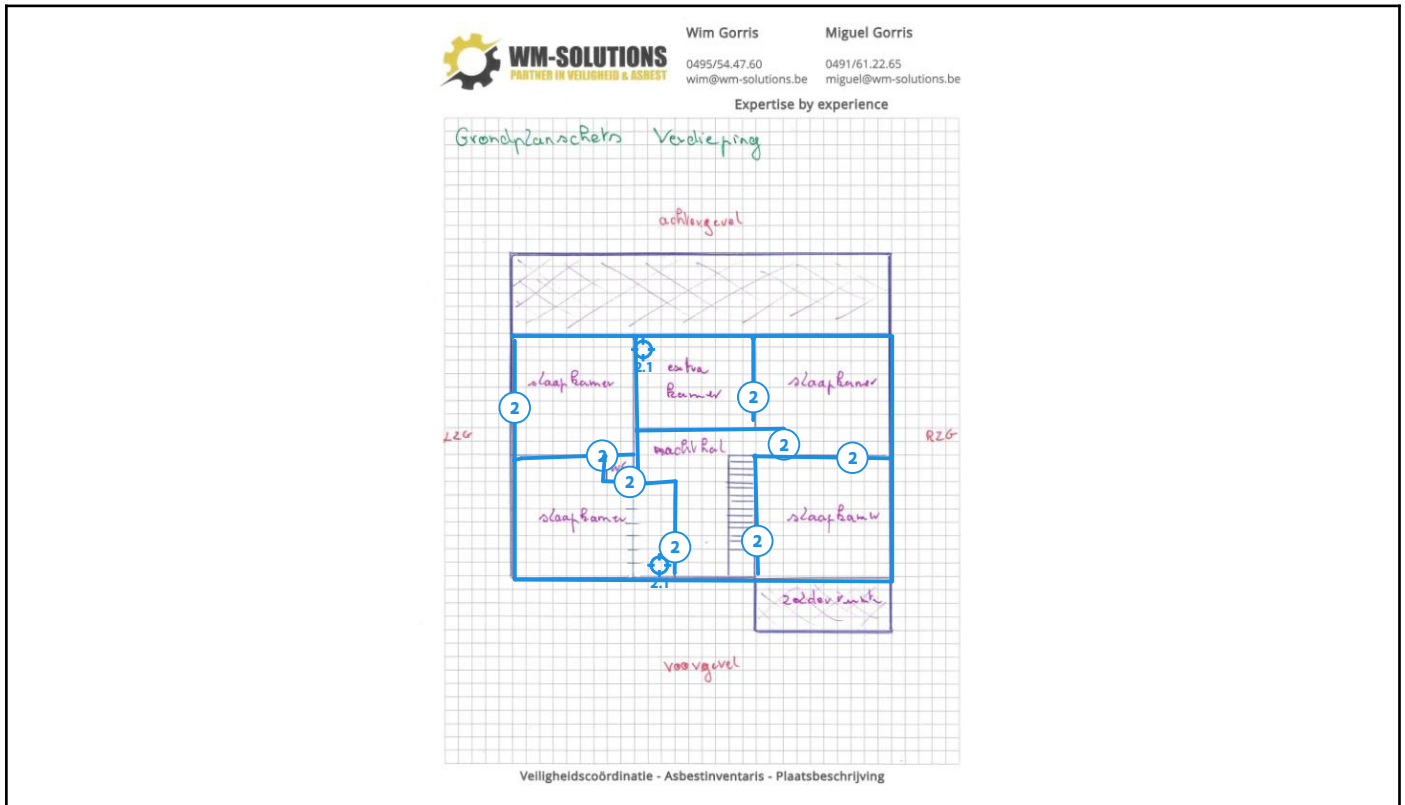 Wim Gorris Miguel Gorris
WM-SOLUTIONS
PARTNER IN VEILIGHEID & ASBEST
0495/54.47.60 0491/61.22.65
wim@wm-solutions.be miguel@wm-solutions.be
Expertise by experience
Grondplanschets Verdieping
achtergevel
2.1
slaapkamer extra kamer slaapkamer
2 2
LZG nachthal 2 RZG
2 WC 2
2
slaapkamer slaapkamer
2 2
2.1
zolderruimte
voorgevel
Veiligheidscoördinatie - Asbestinventaris - Plaatsbeschrijving